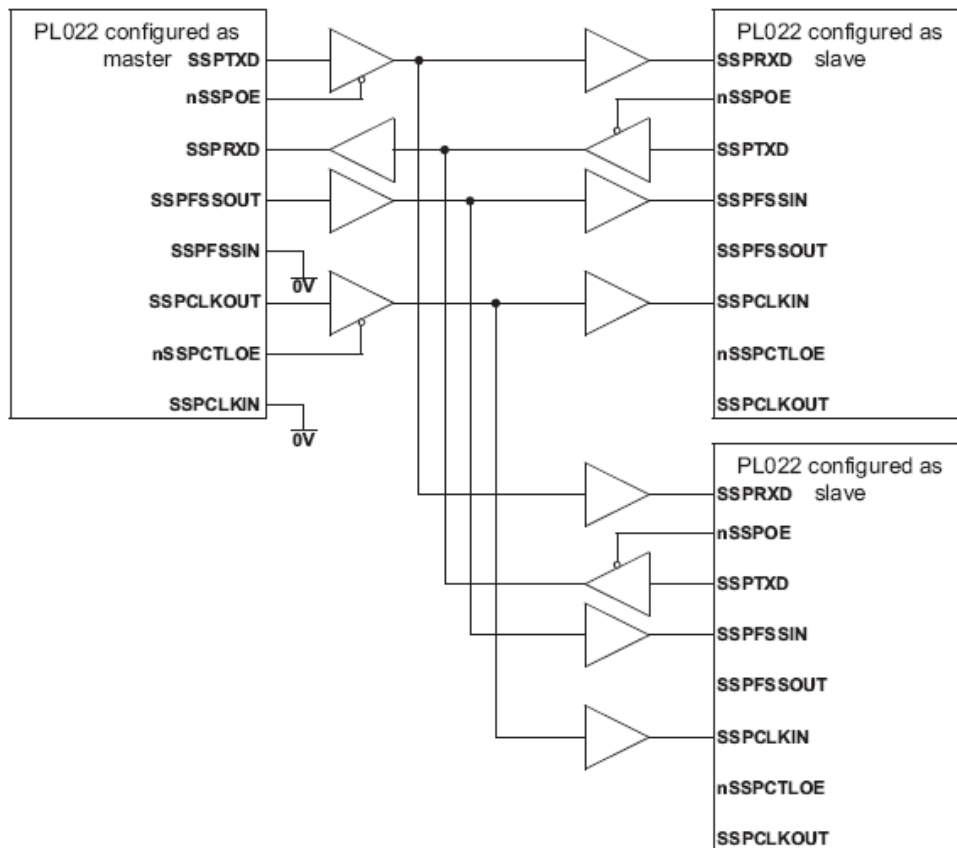 PL022 configured as
master
SSPTXD
nSSPOE
SSPRXD
SSPFSSOUT
SSPFSSIN
0V
SSPCLKOUT
nSSPCTLOE
SSPCLKIN
0V
PL022 configured as
SSPRXD slave
nSSPOE
SSPTXD
SSPFSSIN
SSPFSSOUT
SSPCLKIN
nSSPCTLOE
SSPCLKOUT
PL022 configured as
SSPRXD slave
nSSPOE
SSPTXD
SSPFSSIN
SSPFSSOUT
SSPCLKIN
nSSPCTLOE
SSPCLKOUT